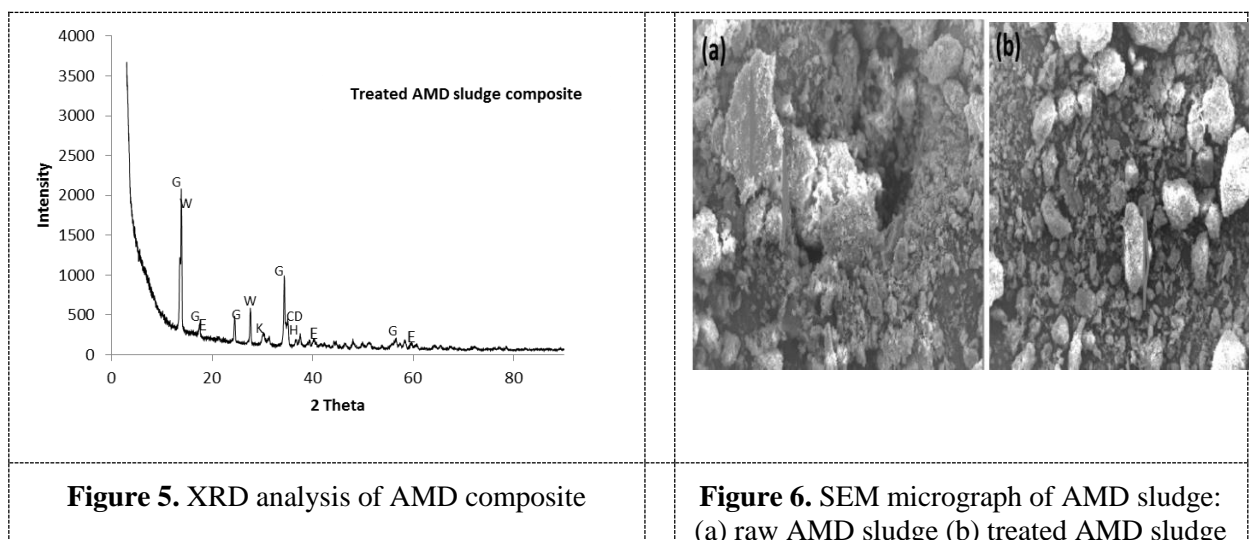 4000
3500
3000
2500
2000
1500
1000
500
0
Intensity
Treated AMD sludge composite
G
W
G
E
G
W
K
G
CD
H
E
G
E
0 20 40 60 80
2 Theta
(a)
(b)
Figure 5. XRD analysis of AMD composite
Figure 6. SEM micrograph of AMD sludge:
(a) raw AMD sludge (b) treated AMD sludge